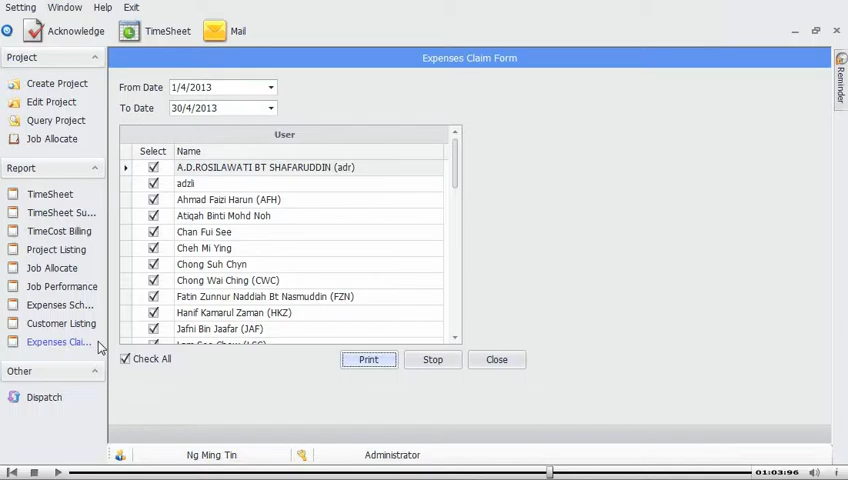 Setting Window Help Exit
Acknowledge TimeSheet Mail
Project
Create Project
Edit Project
Query Project
Job Allocate
Report
TimeSheet
TimeSheet Su...
TimeCost Billing
Project Listing
Job Allocate
Job Performance
Expenses Sch...
Customer Listing
Expenses Clai...
Other
Dispatch
Expenses Claim Form
From Date 1/4/2013
To Date 30/4/2013
User
Select Name
A.D.ROSILAWATI BT SHAFARUDDIN (adr)
adzli
Ahmad Faizi Harun (AFH)
Atiqah Binti Mohd Noh
Chan Fui See
Cheh Mi Ying
Chong Suh Chyn
Chong Wai Ching (CWC)
Fatin Zunnur Naddiah Bt Nasmuddin (FZN)
Hanif Kamarul Zaman (HKZ)
Jafni Bin Jaafar (JAF)
Check All Print Stop Close
Reminder
Ng Ming Tin Administrator
01:03:96